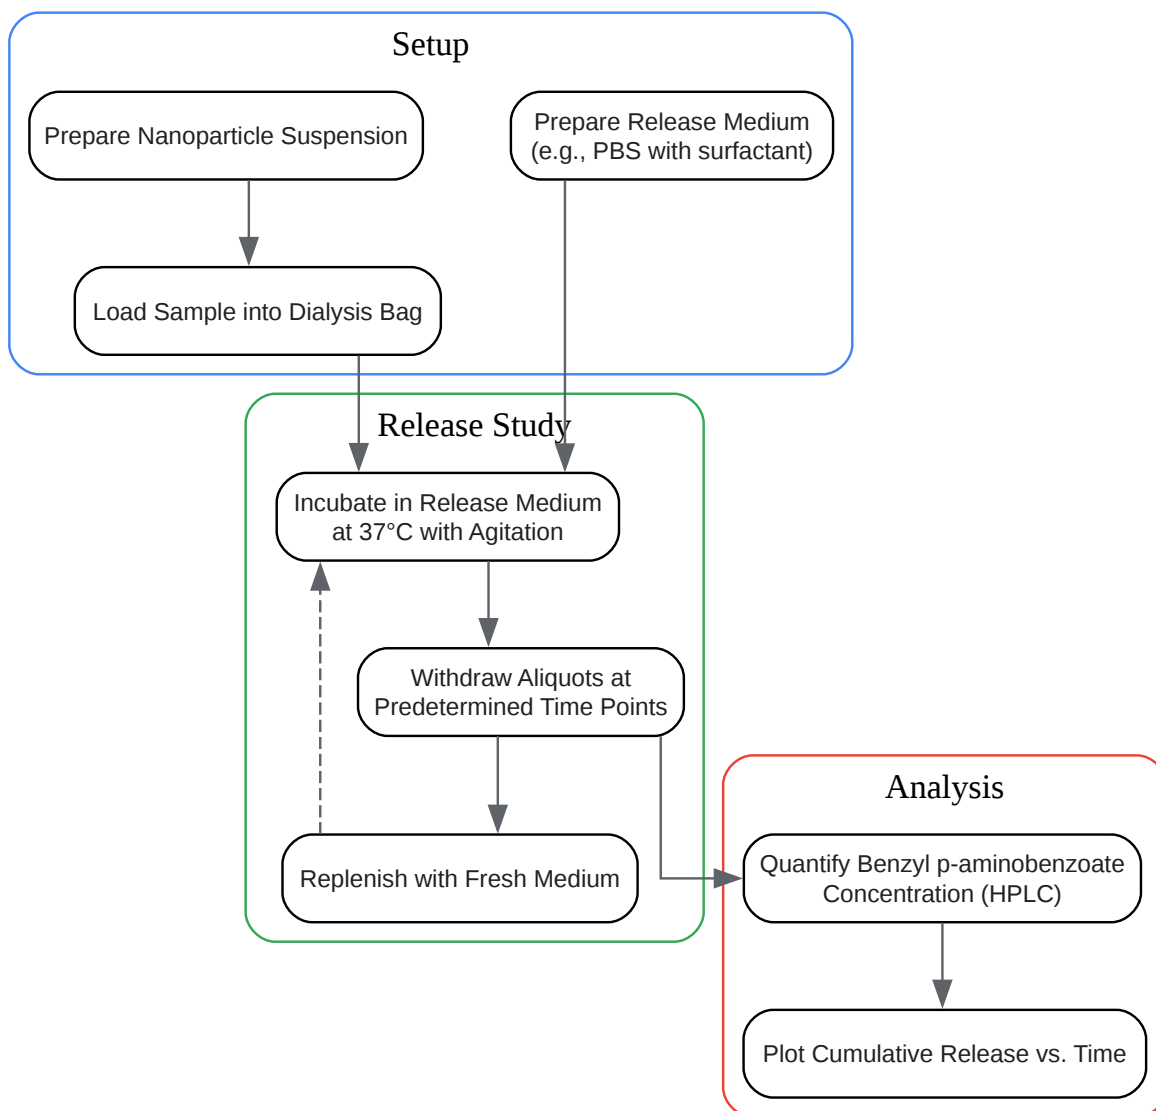 Setup
Prepare Nanoparticle Suspension
Prepare Release Medium
(e.g., PBS with surfactant)
Load Sample into Dialysis Bag
Release Study
Incubate in Release Medium
at 37°C with Agitation
Withdraw Aliquots at
Predetermined Time Points
Replenish with Fresh Medium
Analysis
Quantify Benzyl p-aminobenzoate
Concentration (HPLC)
Plot Cumulative Release vs. Time